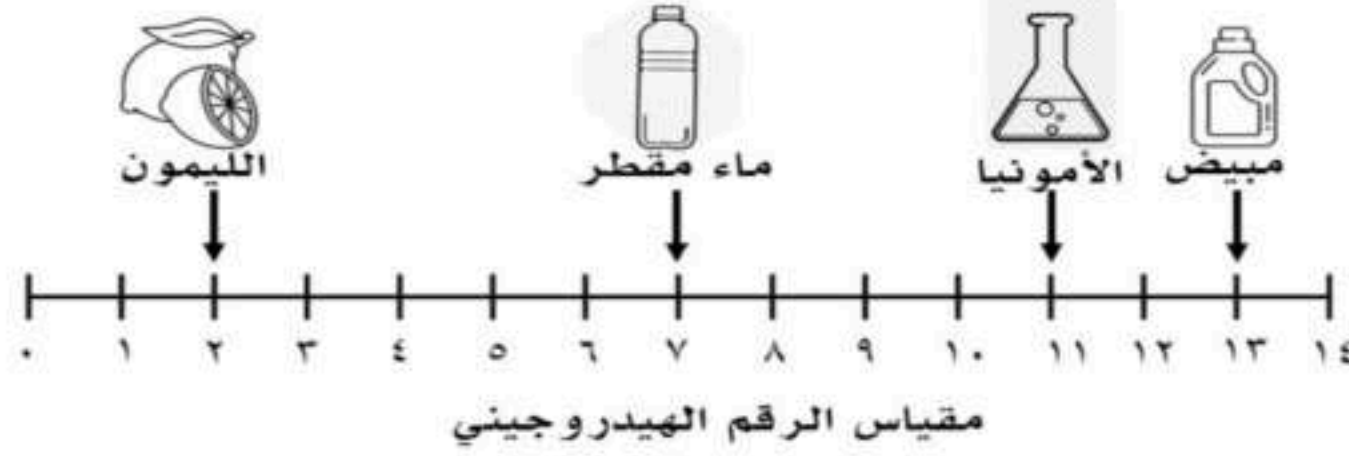 الليمون
ماء مقطر
الأمونيا
مبيض
٠ ١ ٢ ٣ ٤ ٥ ٦ ٧ ٨ ٩ ١٠ ١١ ١٢ ١٣ ١٤
مقياس الرقم الهيدروجيني